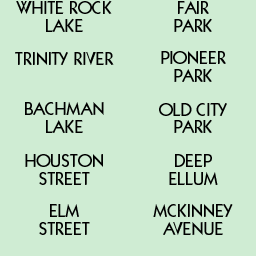 WHITE ROCK
LAKE
TRINITY RIVER
BACHMAN
LAKE
HOUSTON
STREET
ELM
STREET
FAIR
PARK
PIONEER
PARK
OLD CITY
PARK
DEEP
ELLUM
MCKINNEY
AVENUE